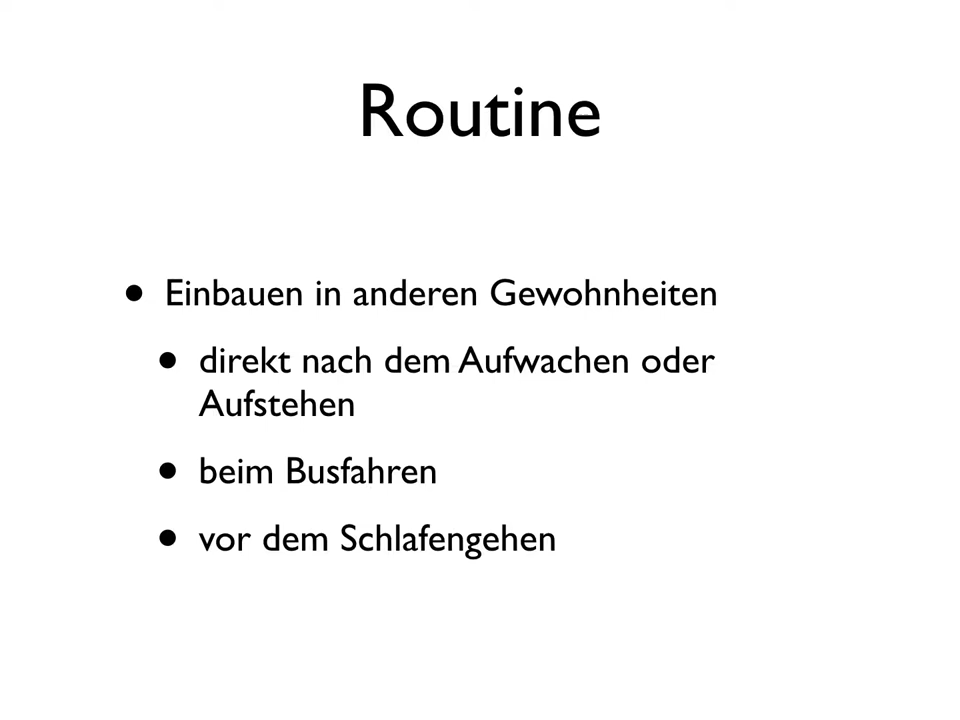 Routine
• Einbauen in anderen Gewohnheiten
• direkt nach dem Aufwachen oder
Aufstehen
• beim Busfahren
• vor dem Schlafengehen